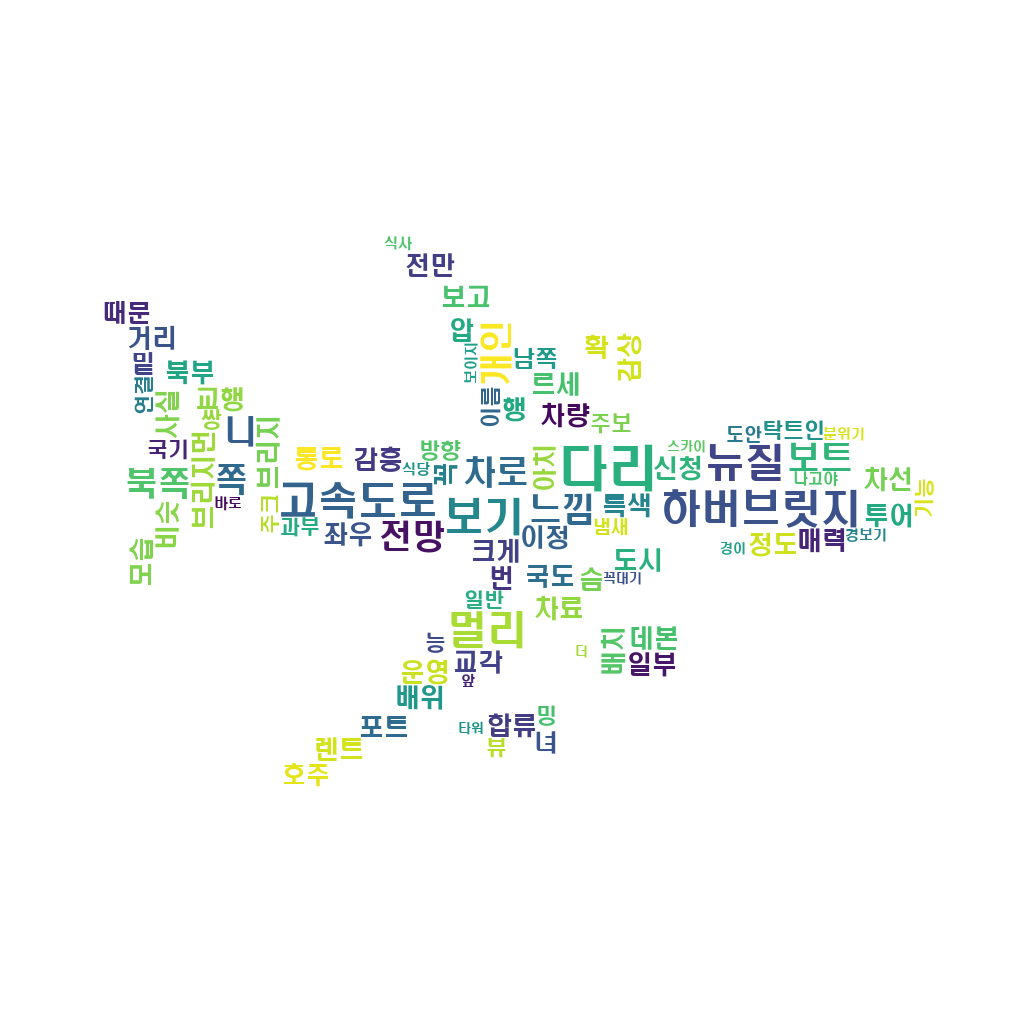 식사
전만
보고
때문
압
개인
거리
확
감상
남쪽
보이지
밑
북부
르세
연결
티행
이를
행
차량
주보
사실
쨩
니
도안
탁트인
분위기
국기
브리지먼
브리지
통로
감흥
방향
식당
차로
아치
다리
스카이
신청
뉴질
보트
나고야
차선
북쪽
쪽
바로
고속도로
보기
느낌
특색
하버브릿지
투어
기능
비슷
주크
과부
좌우
전망
이정
냄새
정도
매력
경보기
크게
경이
모습
도시
번
국도
슴
꼭대기
일반
차료
멀리
능
더
뻐치
데본
교각
일부
운영
앞
배위
포트
타워
합류
밍
렌트
뷰
녀
호주